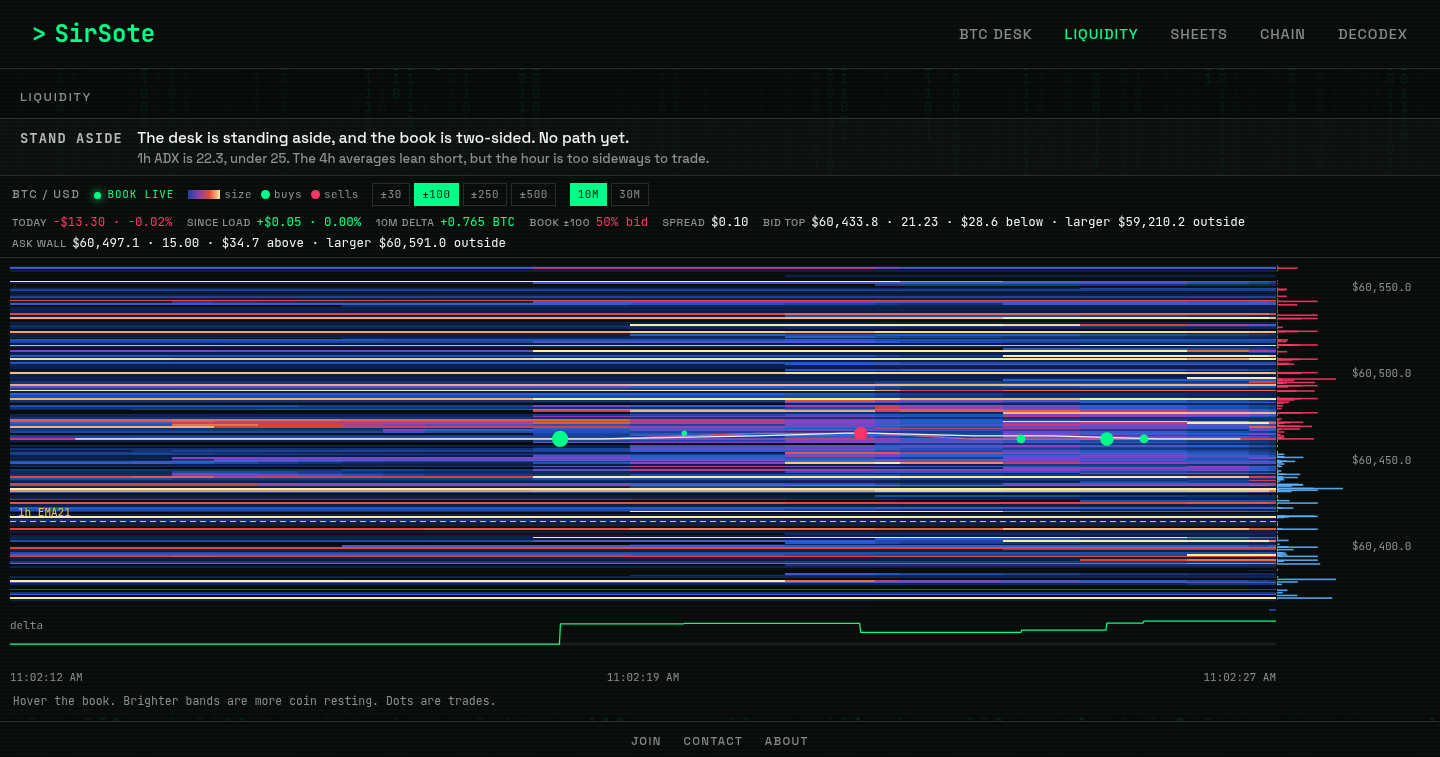 > SirSote
BTC DESK LIQUIDITY SHEETS CHAIN DECODEX
LIQUIDITY
STAND ASIDE The desk is standing aside, and the book is two-sided. No path yet.
1h ADX is 22.3, under 25. The 4h averages lean short, but the hour is too sideways to trade.
BTC / USD BOOK LIVE size buys sells ±30 ±100 ±250 ±500 10M 30M
TODAY -$13.30 · -0.02% SINCE LOAD +$0.05 · 0.00% 10M DELTA +0.765 BTC BOOK ±100 50% bid SPREAD $0.10 BID TOP $60,433.8 · 21.23 · $28.6 below · larger $59,210.2 outside
ASK WALL $60,497.1 · 15.00 · $34.7 above · larger $60,591.0 outside
$60,550.0
$60,500.0
$60,450.0
1h EMA21
$60,400.0
delta
11:02:12 AM 11:02:19 AM 11:02:27 AM
Hover the book. Brighter bands are more coin resting. Dots are trades.
JOIN CONTACT ABOUT